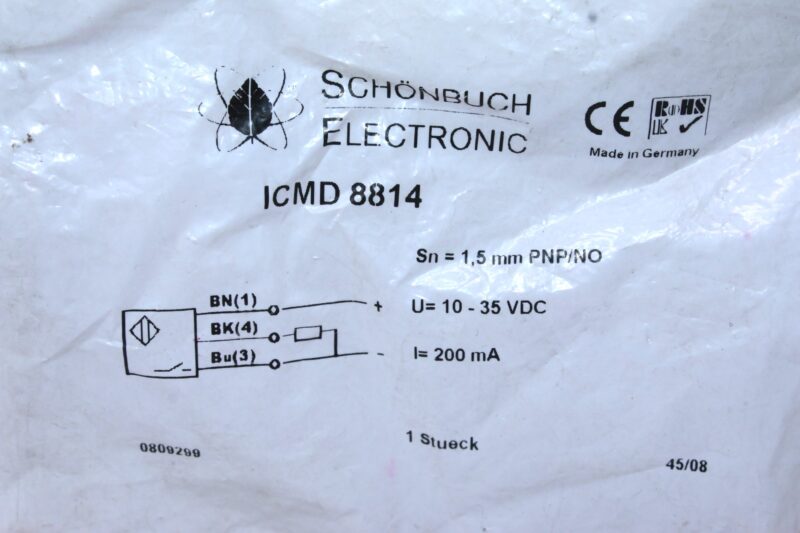 SCHÖNBUCH
ELECTRONIC
CE RoHS
Made in Germany
ICMD 8814
Sn = 1,5 mm PNP/NO
BN(1) + U= 10 - 35 VDC
BK(4)
Bu(3) - I= 200 mA
0809299
1 Stueck
45/08